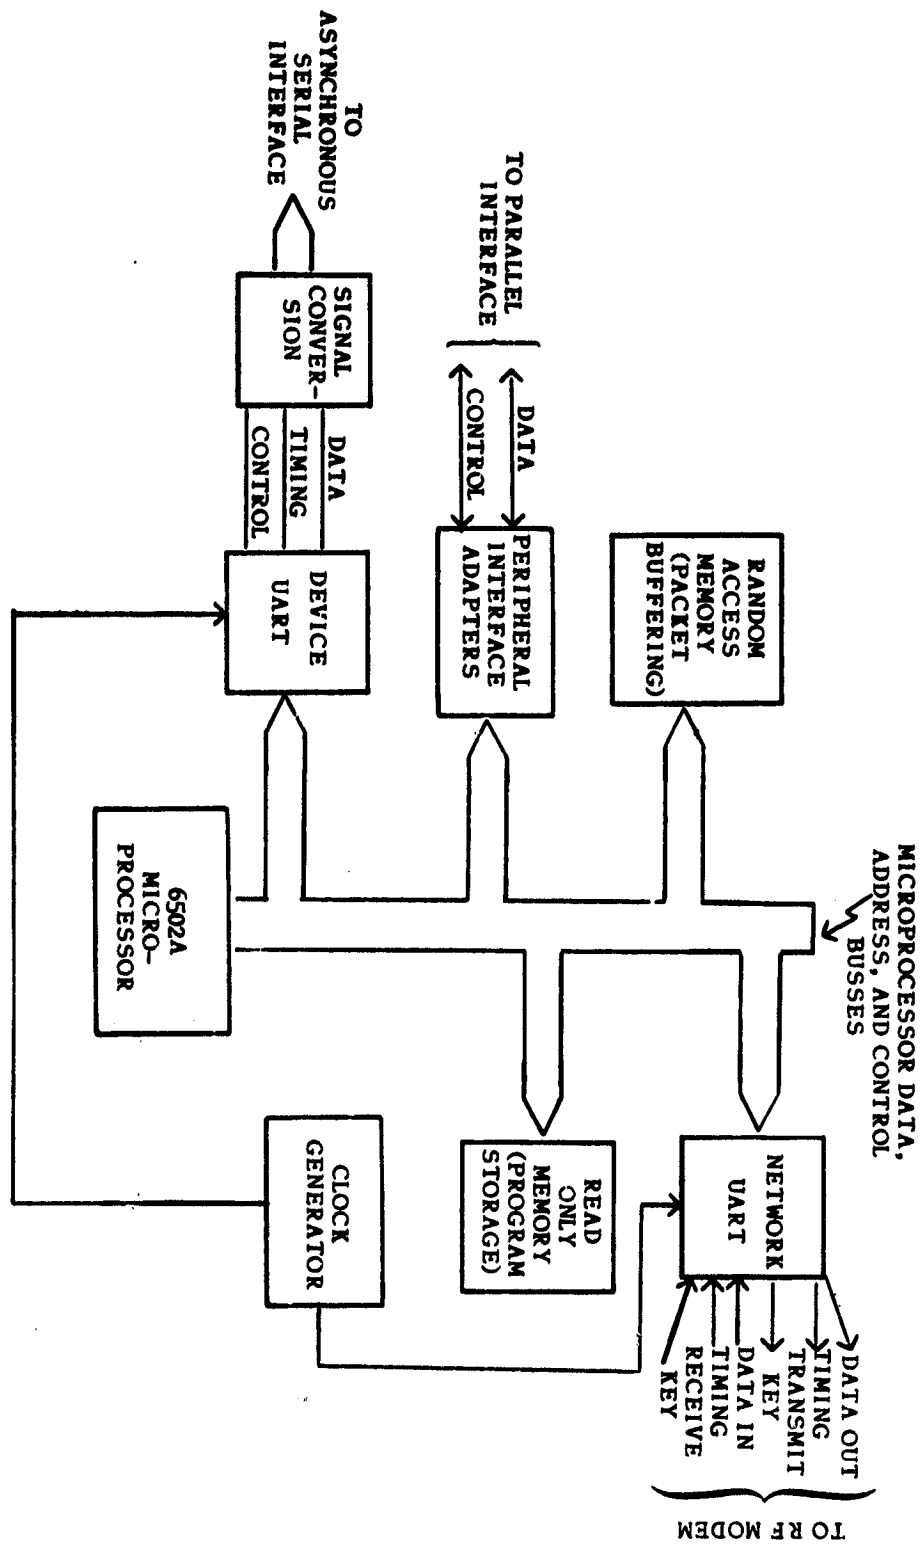 MICROPROCESSOR DATA,
ADDRESS, AND CONTROL
BUSSES
RANDOM
ACCESS
MEMORY
(PACKET
BUFFERING)
NETWORK
UART
DATA OUT
TIMING
TRANSMIT
KEY
DATA IN
TIMING
RECEIVE
KEY
TO RF MODEM
TO PARALLEL
INTERFACE
DATA
CONTROL
PERIPHERAL
INTERFACE
ADAPTERS
READ
ONLY
MEMORY
(PROGRAM
STORAGE)
TO
ASYNCHRONOUS
SERIAL
INTERFACE
SIGNAL
CONVER-
SION
DATA
TIMING
CONTROL
DEVICE
UART
CLOCK
GENERATOR
6502A
MICRO-
PROCESSOR